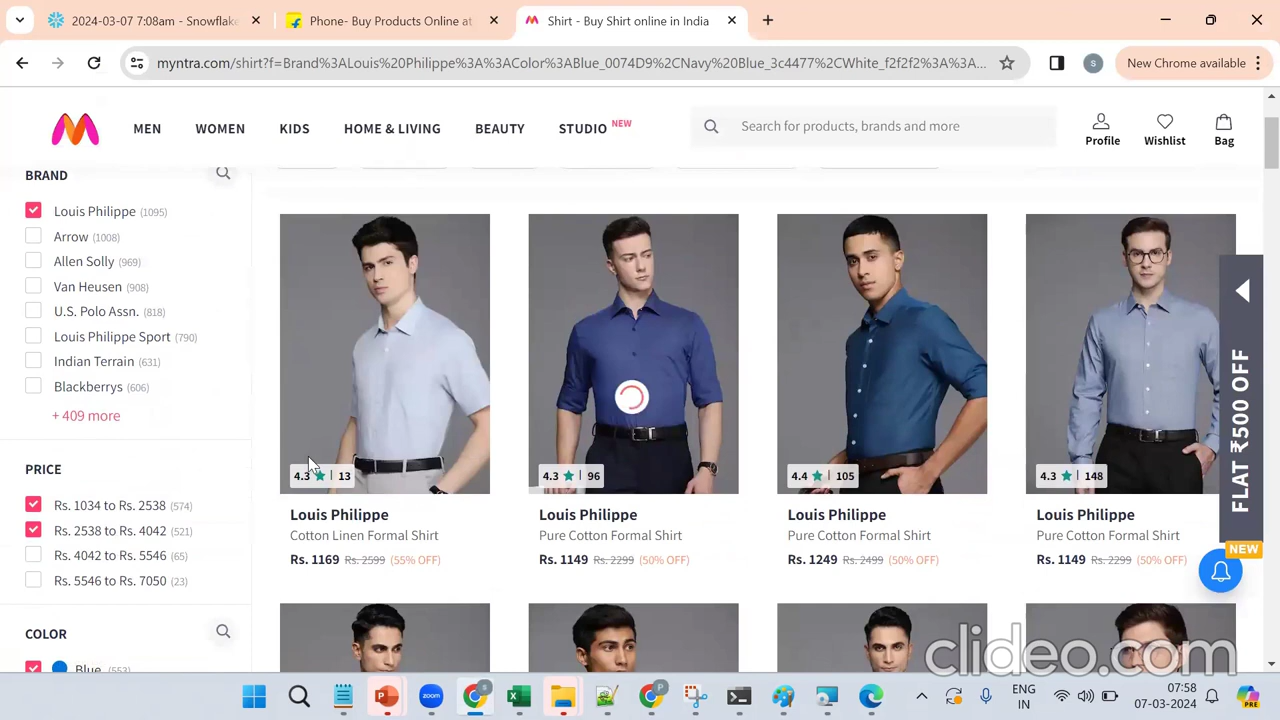 2024-03-07 7:08am - Snowflake
Phone- Buy Products Online at
Shirt - Buy Shirt online in India
myntra.com/shirt?f=Brand%3ALouis%20Philippe%3A%3AColor%3ABlue_0074D9%2CNavy%20Blue_3c4477%2CWhite_f2f2f2%3A%3A...
S
New Chrome available
MEN
WOMEN
KIDS
HOME & LIVING
BEAUTY
STUDIO NEW
Search for products, brands and more
Profile
Wishlist
Bag
BRAND
Louis Philippe (1095)
Arrow (1008)
Allen Solly (969)
Van Heusen (908)
U.S. Polo Assn. (818)
Louis Philippe Sport (790)
Indian Terrain (631)
Blackberrys (606)
+ 409 more
PRICE
Rs. 1034 to Rs. 2538 (574)
Rs. 2538 to Rs. 4042 (521)
Rs. 4042 to Rs. 5546 (65)
Rs. 5546 to Rs. 7050 (23)
COLOR
Blue (553)
4.3 | 13
Louis Philippe
Cotton Linen Formal Shirt
Rs. 1169 Rs. 2599 (55% OFF)
4.3 | 96
Louis Philippe
Pure Cotton Formal Shirt
Rs. 1149 Rs. 2299 (50% OFF)
4.4 | 105
Louis Philippe
Pure Cotton Formal Shirt
Rs. 1249 Rs. 2499 (50% OFF)
4.3 | 148
Louis Philippe
Pure Cotton Formal Shirt
Rs. 1149 Rs. 2299 (50% OFF)
FLAT ₹500 OFF
NEW
clideo.com
zoom
ENG
IN
07:58
07-03-2024
PRE